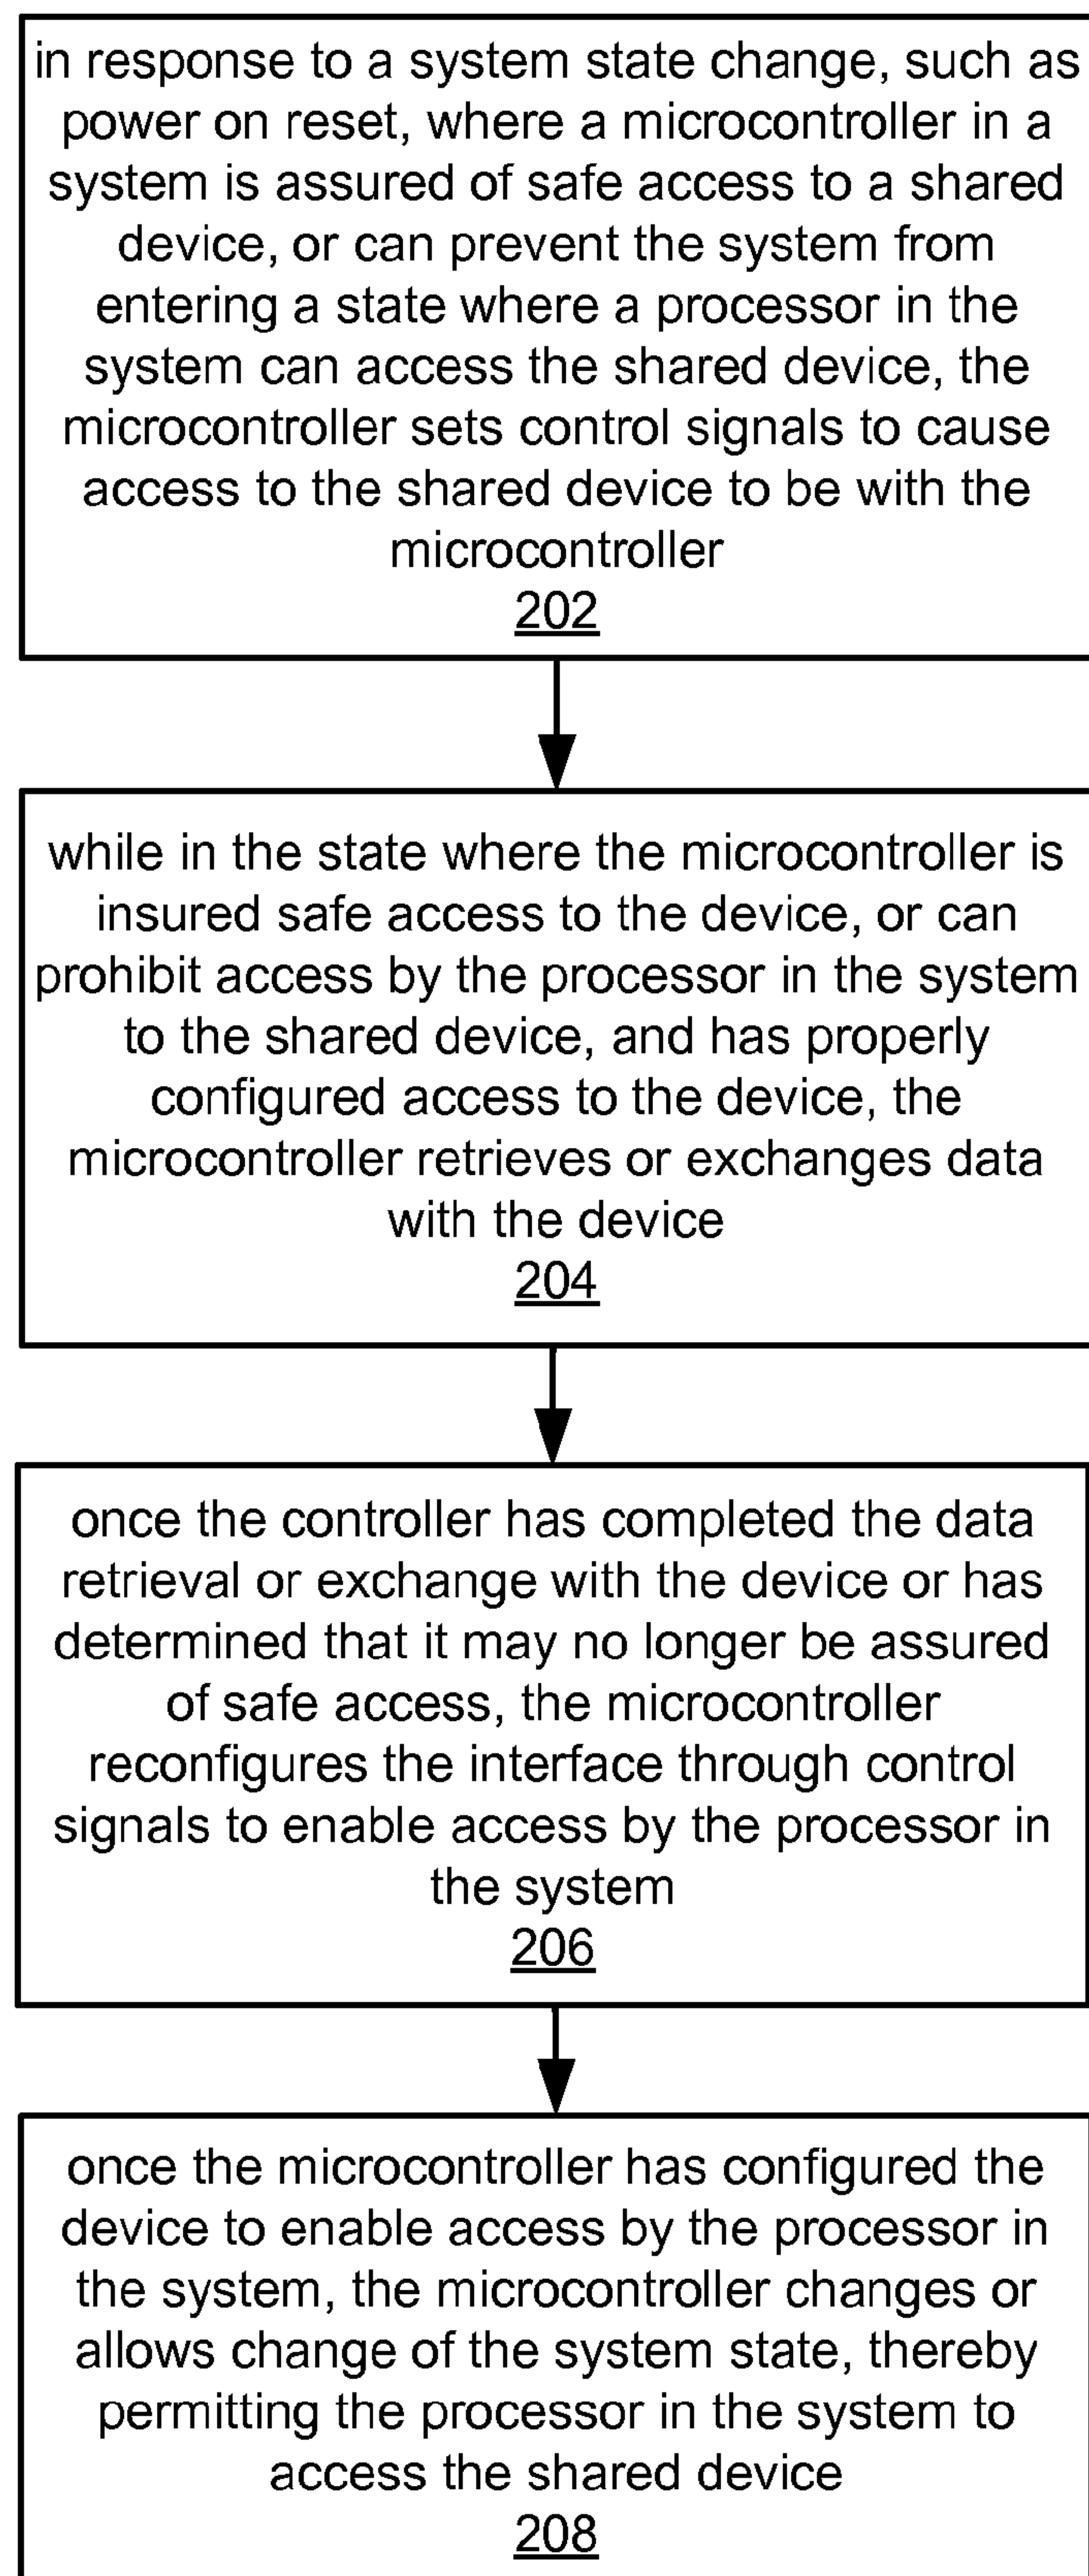 in response to a system state change, such as
power on reset, where a microcontroller in a
system is assured of safe access to a shared
device, or can prevent the system from
entering a state where a processor in the
system can access the shared device, the
microcontroller sets control signals to cause
access to the shared device to be with the
microcontroller
202
while in the state where the microcontroller is
insured safe access to the device, or can
prohibit access by the processor in the system
to the shared device, and has properly
configured access to the device, the
microcontroller retrieves or exchanges data
with the device
204
once the controller has completed the data
retrieval or exchange with the device or has
determined that it may no longer be assured
of safe access, the microcontroller
reconfigures the interface through control
signals to enable access by the processor in
the system
206
once the microcontroller has configured the
device to enable access by the processor in
the system, the microcontroller changes or
allows change of the system state, thereby
permitting the processor in the system to
access the shared device
208